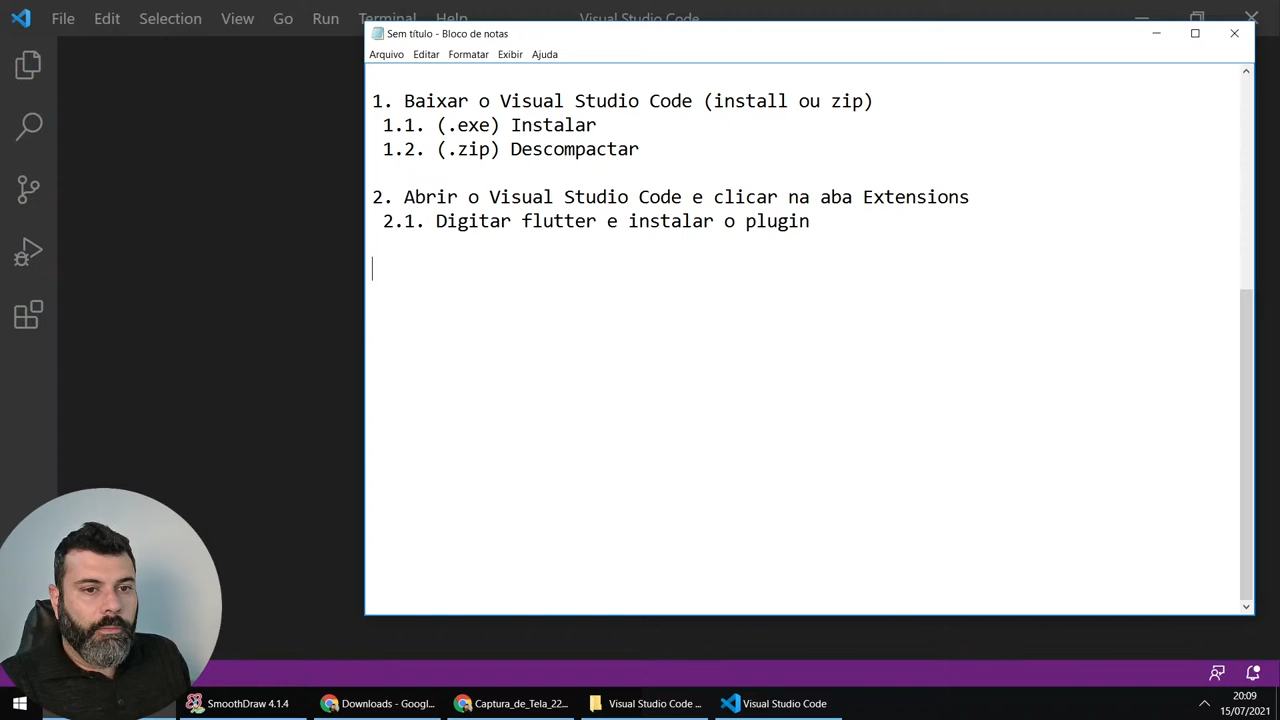 File Edit Selection View Go Run Terminal Help Visual Studio Code
Sem título - Bloco de notas
Arquivo Editar Formatar Exibir Ajuda
1. Baixar o Visual Studio Code (install ou zip)
1.1. (.exe) Instalar
1.2. (.zip) Descompactar
2. Abrir o Visual Studio Code e clicar na aba Extensions
2.1. Digitar flutter e instalar o plugin
SmoothDraw 4.1.4 Downloads - Googl... Captura_de_Tela_22... Visual Studio Code ... Visual Studio Code
20:09
15/07/2021